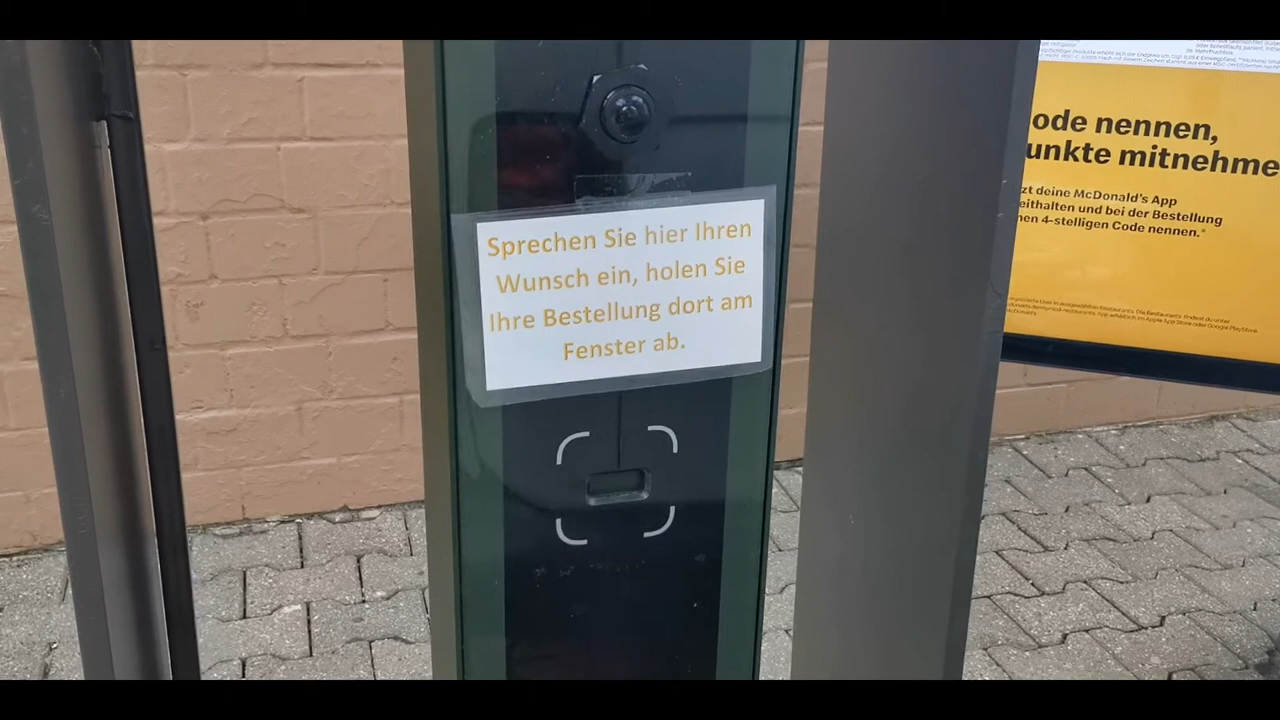 Sprechen Sie hier Ihren
Wunsch ein, holen Sie
Ihre Bestellung dort am
Fenster ab.
ode nennen,
unkte mitnehme
zt deine McDonald's App
eithalten und bei der Bestellung
nen 4-stelligen Code nennen.*